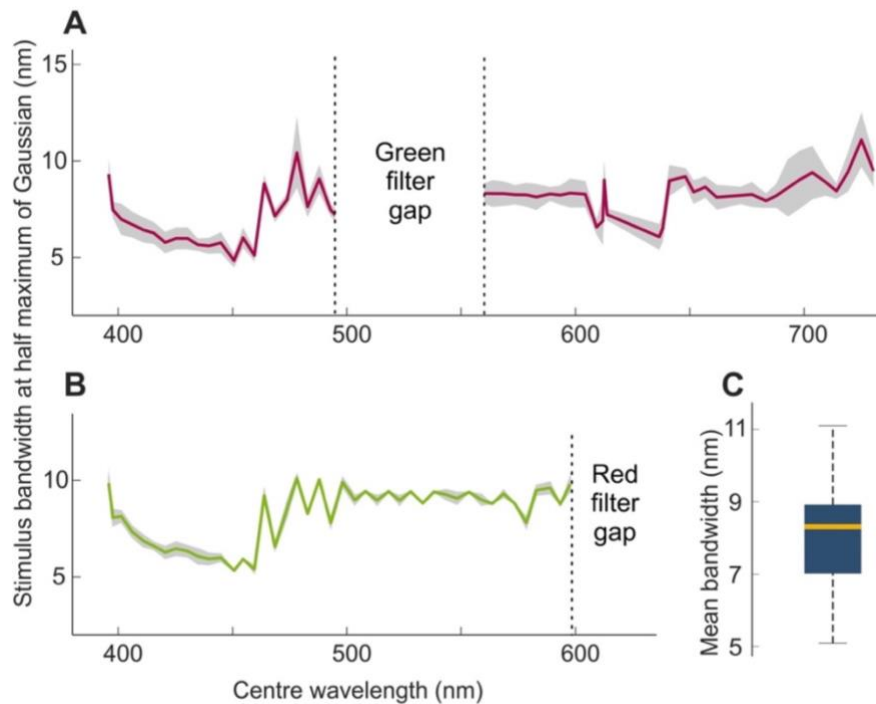 A
Stimulus bandwidth at half maximum of Gaussian (nm)
15
10
5
Green
filter
gap
400
500
600
700
B
10
5
Red
filter
gap
400
500
600
Centre wavelength (nm)
C
Mean bandwidth (nm)
11
9
7
5